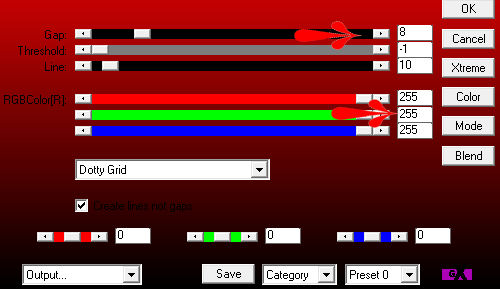 OK
Gap: 8
Cancel
Threshold: -1
Line: 10
Xtreme
RGBColor[Fi 255
Color
255
255
Mode
Blend
Dotty Grid
Create lines not gaps
0 0 0
Output... Save Category Preset 0